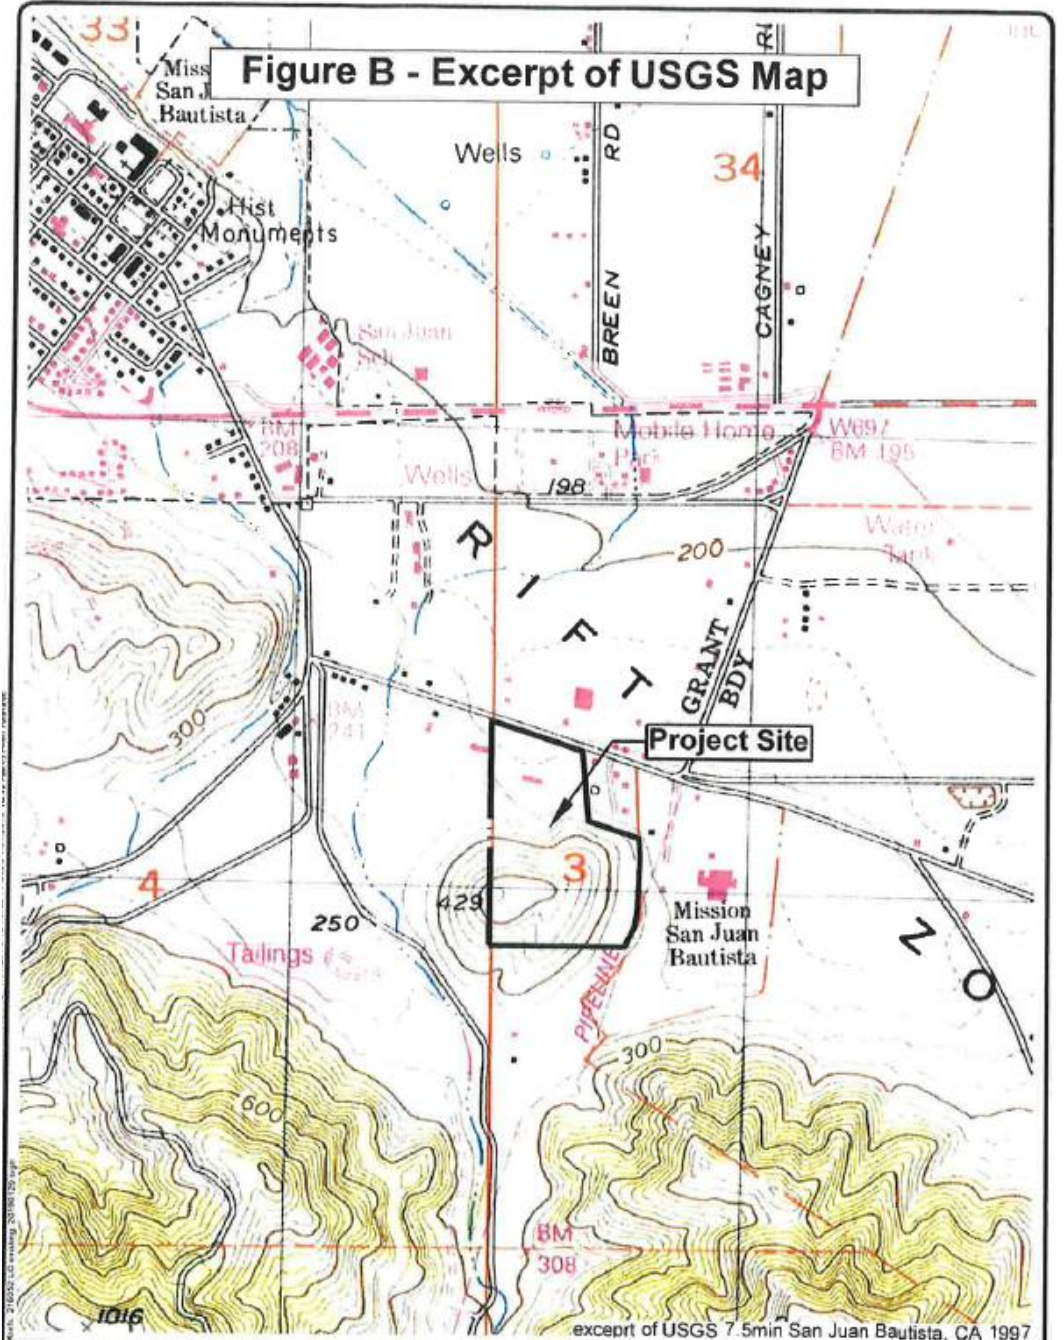 33
Figure B - Excerpt of USGS Map
Miss
San J
Bautista
Wells
BREEN RD
34
CAGNEY
Hist
Monuments
San Juan
Sch
BM
208
Mobile Home
Park
W697
BM 195
Wells
198
Water
Tank
200
R I F T
GRANT
BDY
300
BM
241
Project Site
3
4
429
250
Mission
San Juan
Bautista
Tailings
Z O
PIPELINE
300
600
BM
308
1016
exceprt of USGS 7.5min San Juan Bautista, CA 1997